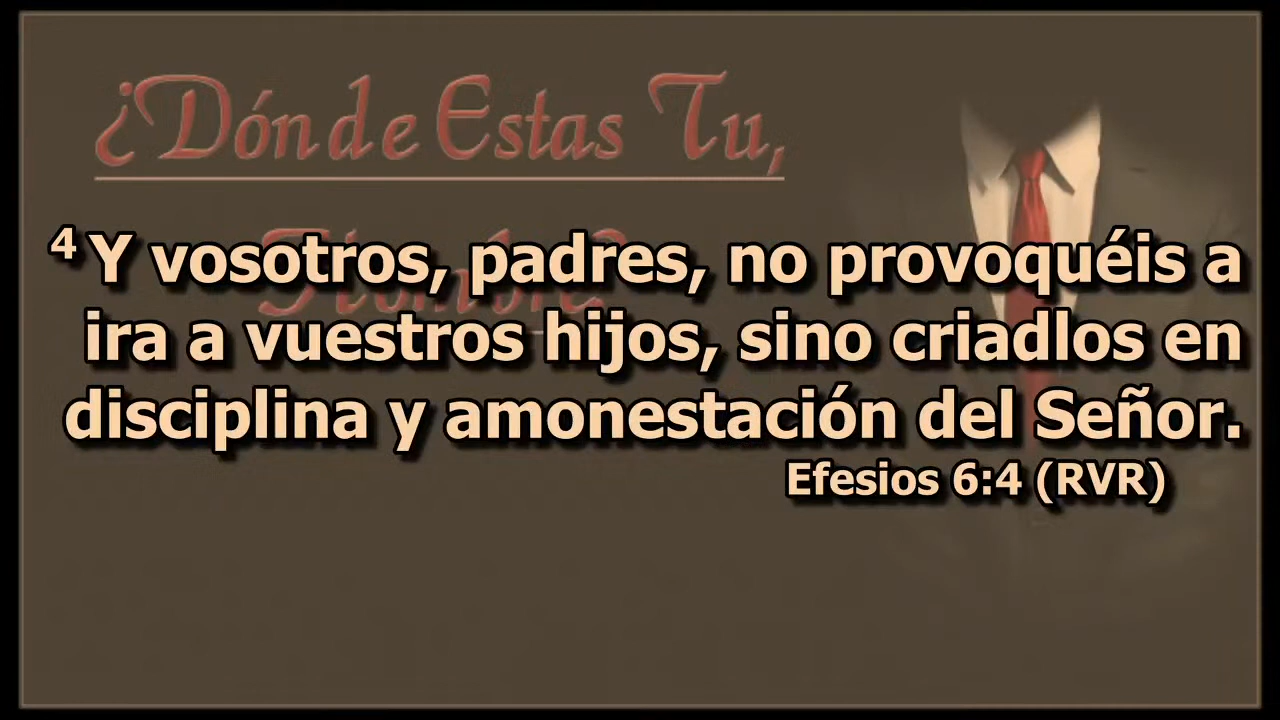 ¿Dónde Estas Tu,
Hombre?
4 Y vosotros, padres, no provoquéis a
ira a vuestros hijos, sino criadlos en
disciplina y amonestación del Señor.
Efesios 6:4 (RVR)